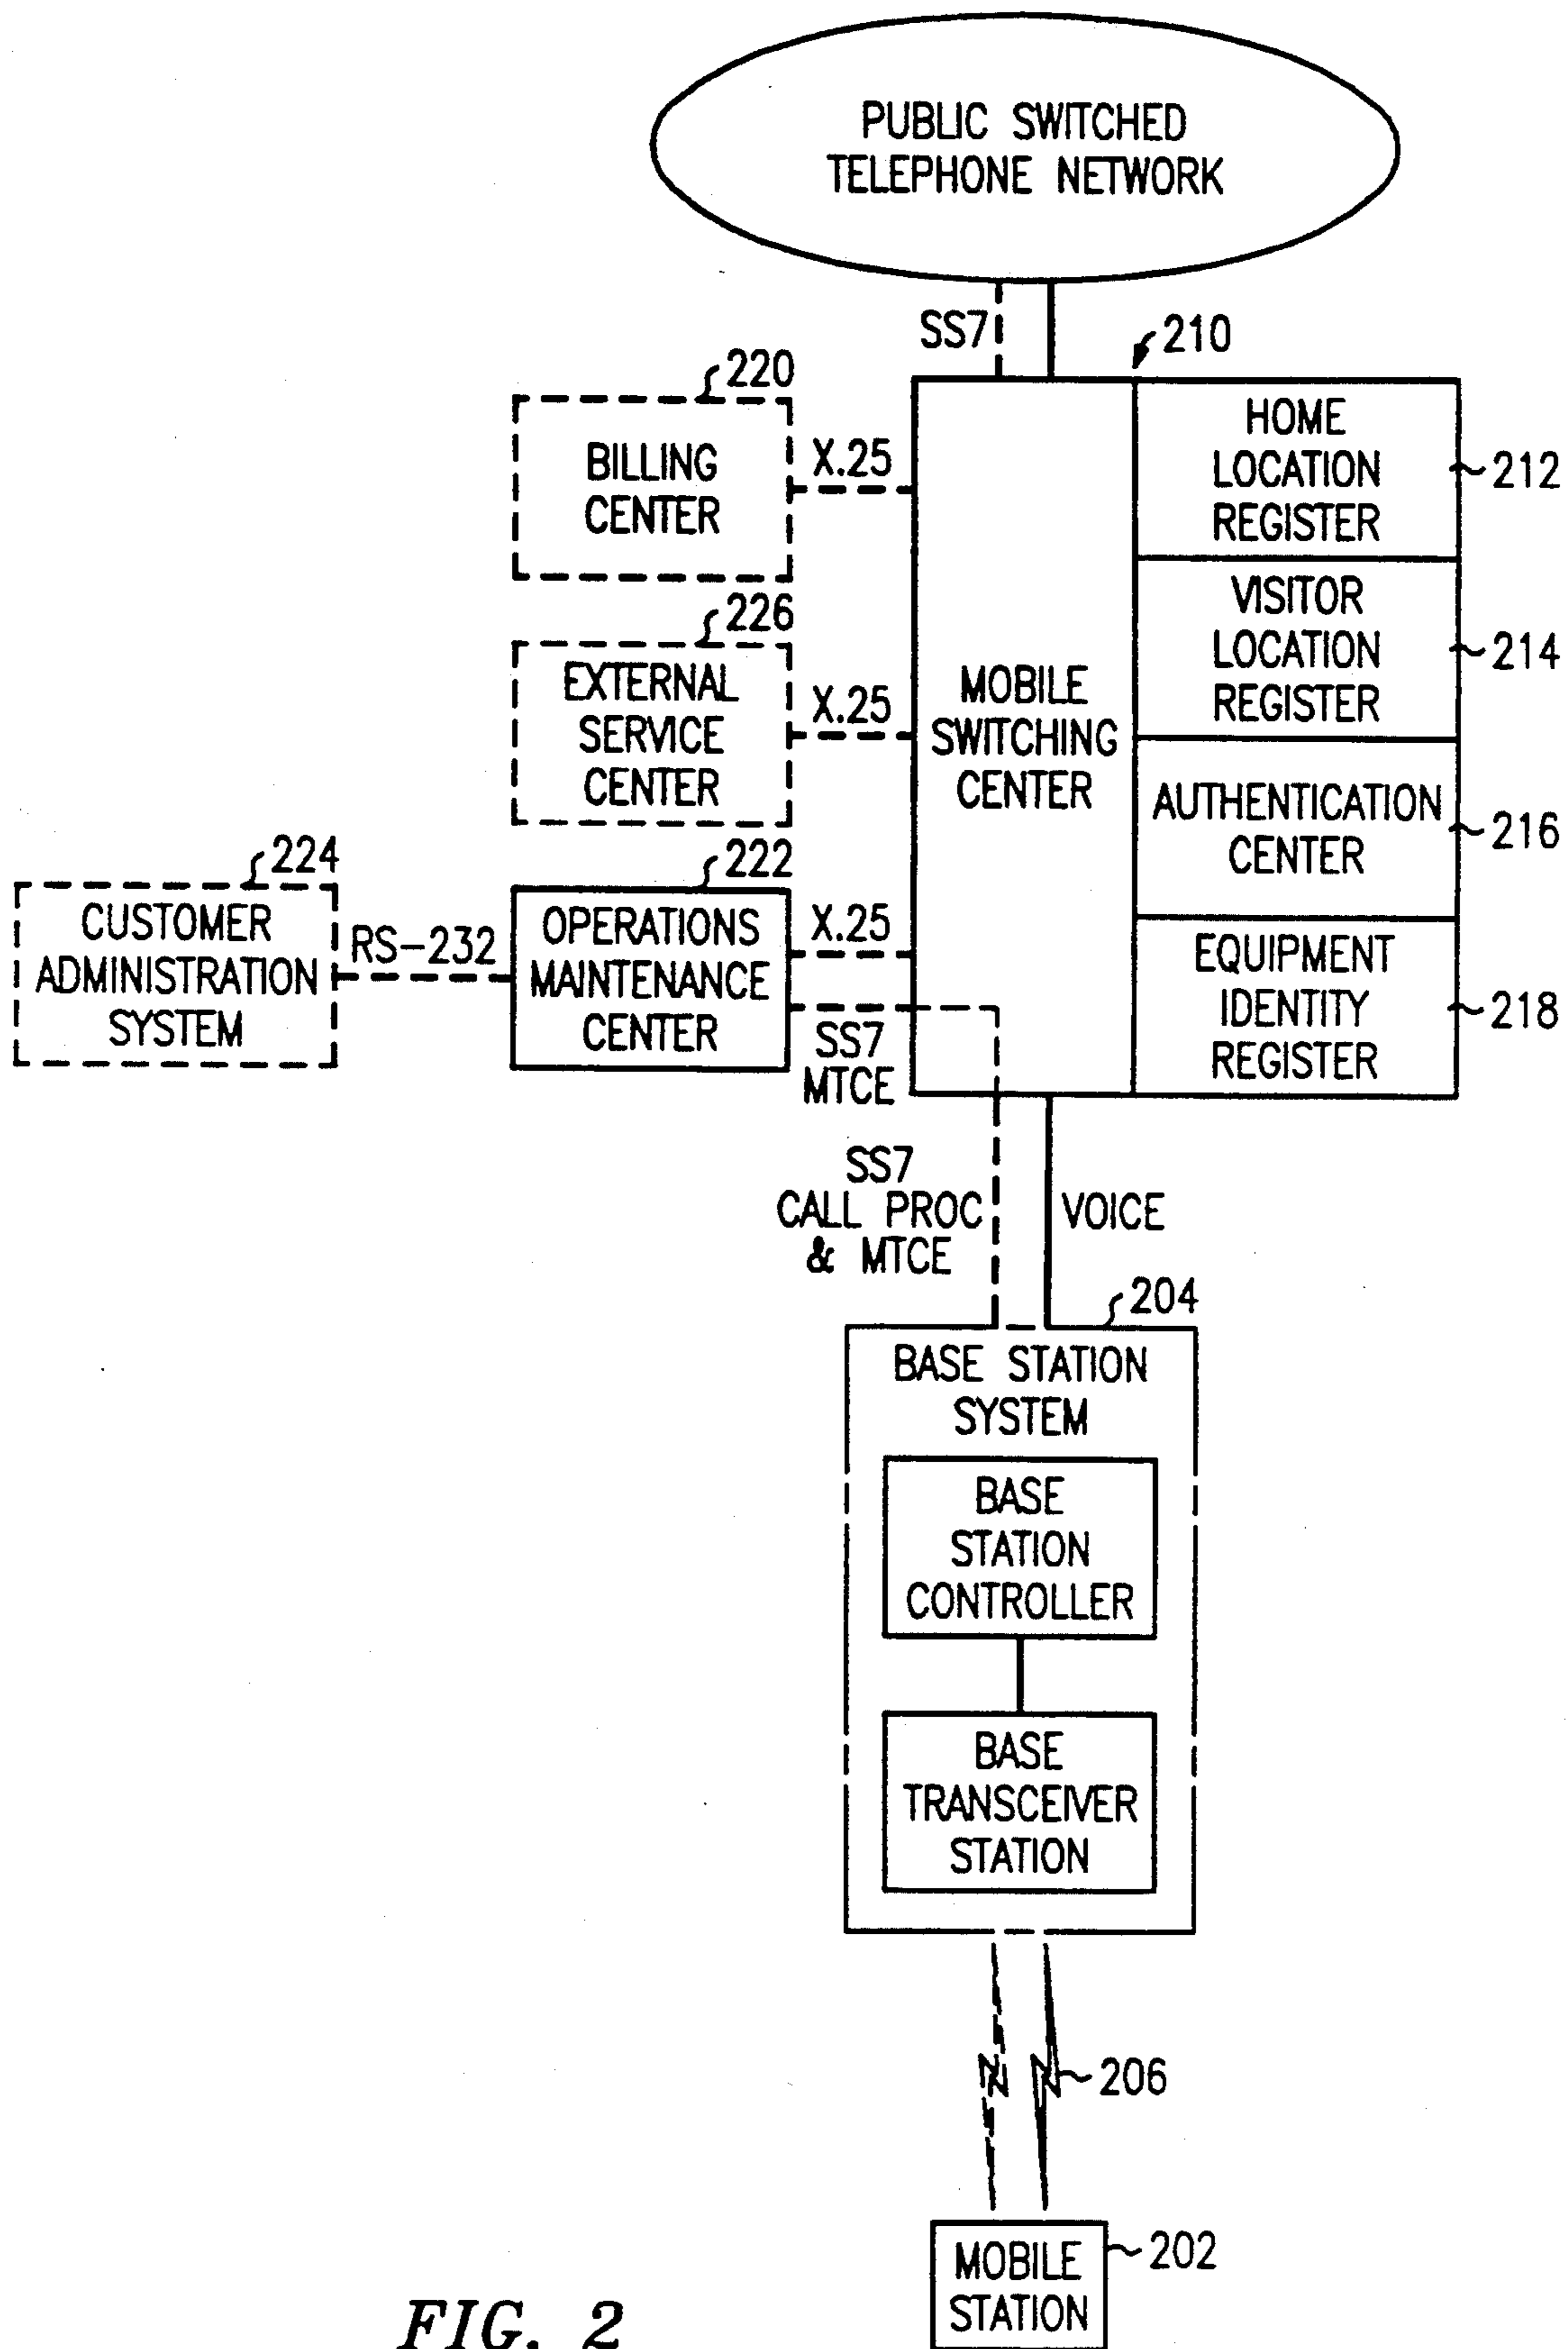 PUBLIC SWITCHED
TELEPHONE NETWORK
SS7
210
220
BILLING
CENTER
X.25
HOME
LOCATION
REGISTER
212
226
EXTERNAL
SERVICE
CENTER
X.25
MOBILE
SWITCHING
CENTER
VISITOR
LOCATION
REGISTER
214
AUTHENTICATION
CENTER
216
224
CUSTOMER
ADMINISTRATION
SYSTEM
RS-232
222
OPERATIONS
MAINTENANCE
CENTER
X.25
SS7
MTCE
EQUIPMENT
IDENTITY
REGISTER
218
SS7
CALL PROC
& MTCE
VOICE
204
BASE STATION
SYSTEM
BASE
STATION
CONTROLLER
BASE
TRANSCEIVER
STATION
206
MOBILE
STATION
202
FIG. 2